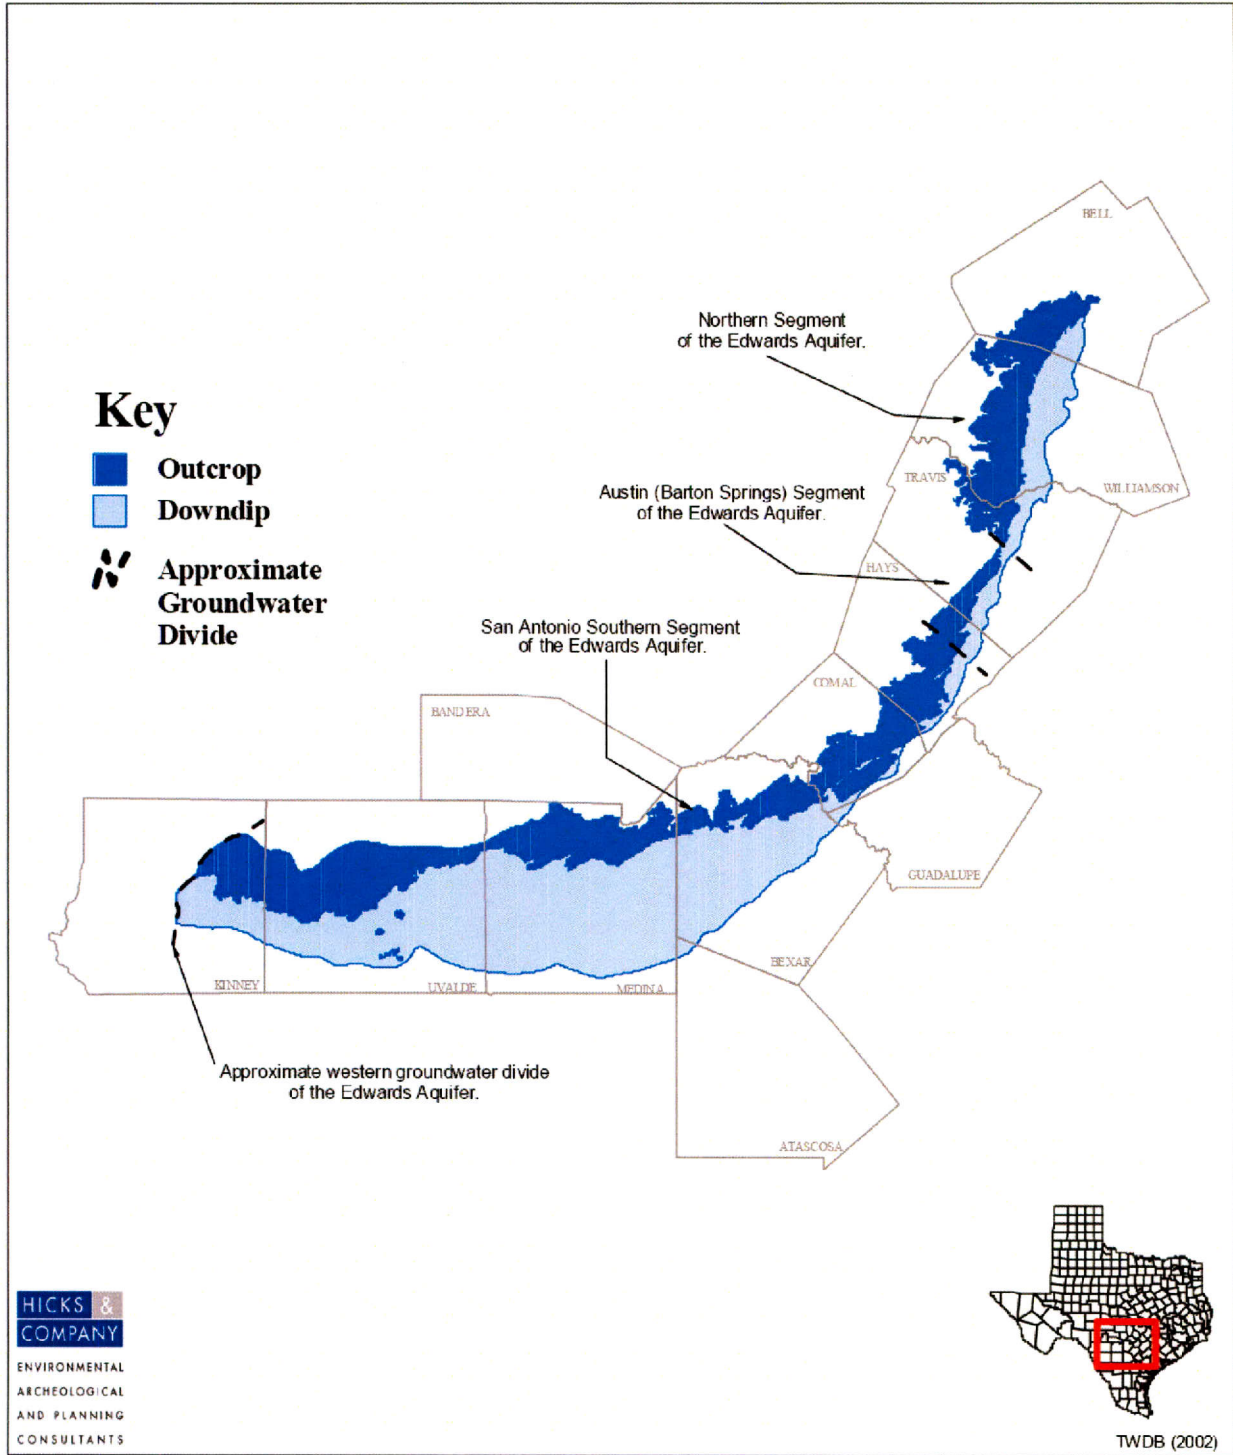 BELL
Northern Segment
of the Edwards Aquifer.
Key
Outcrop
Downdip
Approximate
Groundwater
Divide
TRAVIS
WILLIAMSON
Austin (Barton Springs) Segment
of the Edwards Aquifer.
HAYS
San Antonio Southern Segment
of the Edwards Aquifer.
COMAL
BANDERA
GUADALUPE
BEXAR
KINNEY
UVALDE
MEDINA
Approximate western groundwater divide
of the Edwards Aquifer.
ATASCOSA
HICKS &
COMPANY
ENVIRONMENTAL
ARCHEOLOGICAL
AND PLANNING
CONSULTANTS
TWDB (2002)